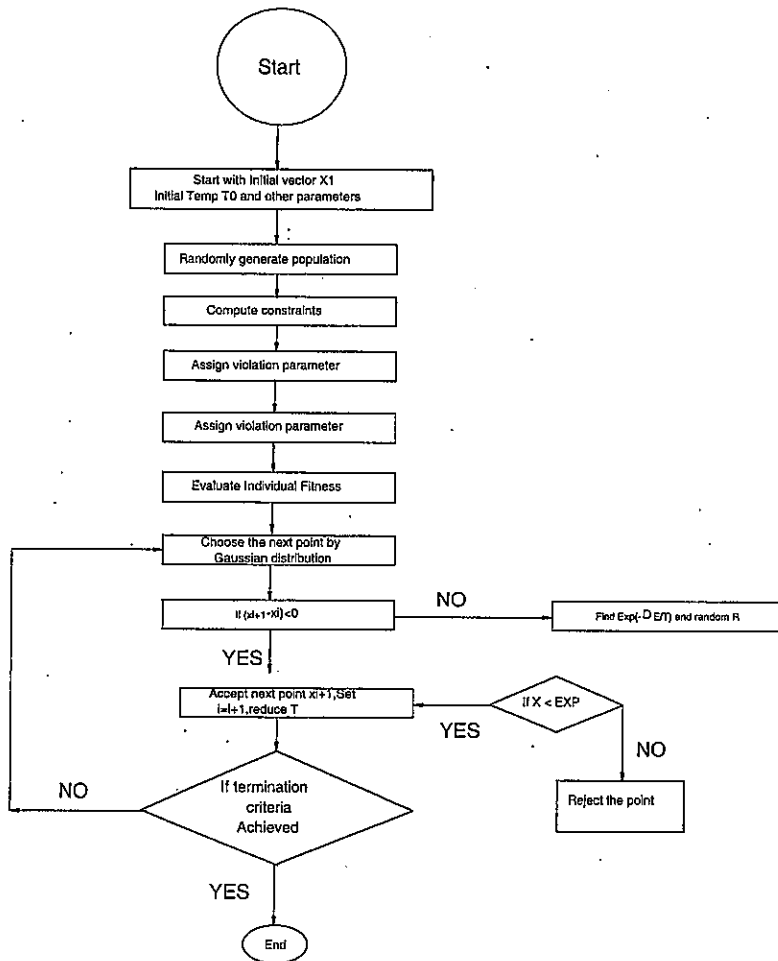 Start
Start with Initial vector X1
Initial Temp T0 and other parameters
Randomly generate population
Compute constraints
Assign violation parameter
Assign violation parameter
Evaluate Individual Fitness
Choose the next point by
Gaussian distribution
If (xi+1-xi)<0
NO
Find Exp(-D E/T) and random R
YES
Accept next point xi+1,Set
i=i+1,reduce T
If X < EXP
YES
NO
Reject the point
If termination
criteria
Achieved
NO
YES
End